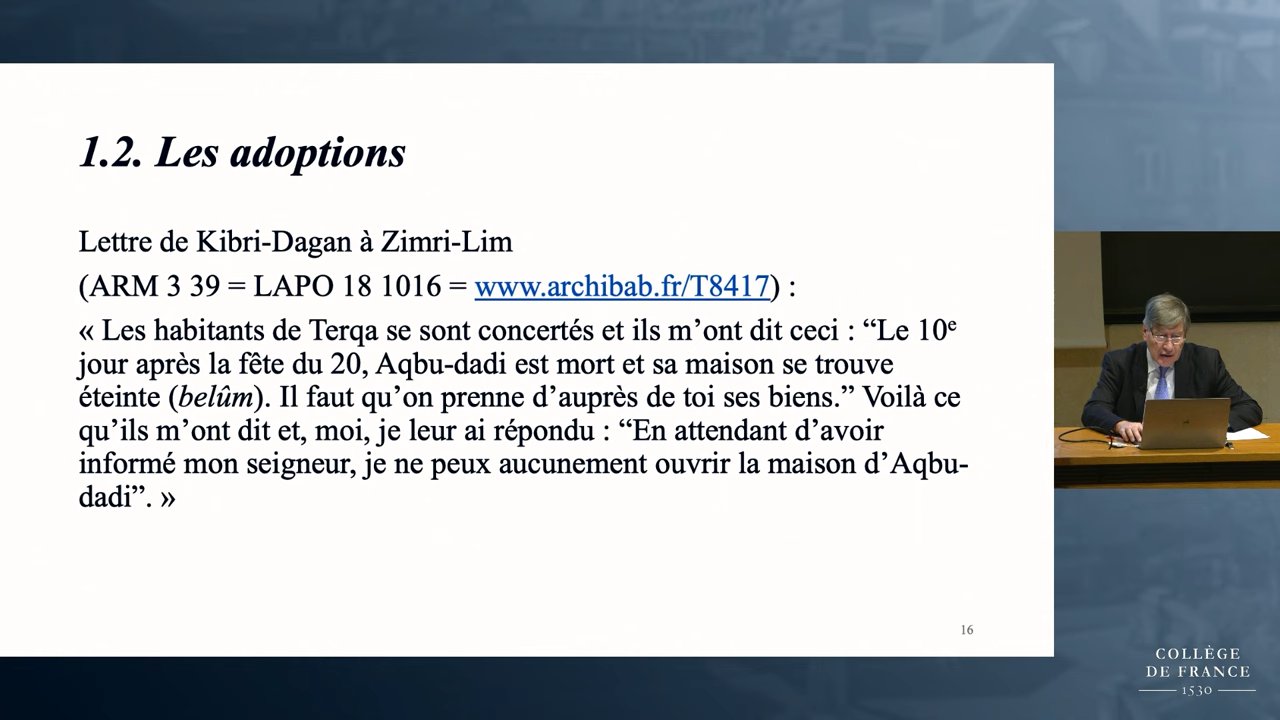 1.2. Les adoptions
Lettre de Kibri-Dagan à Zimri-Lim
(ARM 3 39 = LAPO 18 1016 = www.archibab.fr/T8417) :
« Les habitants de Terqa se sont concertés et ils m’ont dit ceci : “Le 10e
jour après la fête du 20, Aqbu-dadi est mort et sa maison se trouve
éteinte (belûm). Il faut qu’on prenne d’auprès de toi ses biens.” Voilà ce
qu’ils m’ont dit et, moi, je leur ai répondu : “En attendant d’avoir
informé mon seigneur, je ne peux aucunement ouvrir la maison d’Aqbu-
dadi”. »
16
COLLÈGE
DE FRANCE
1530